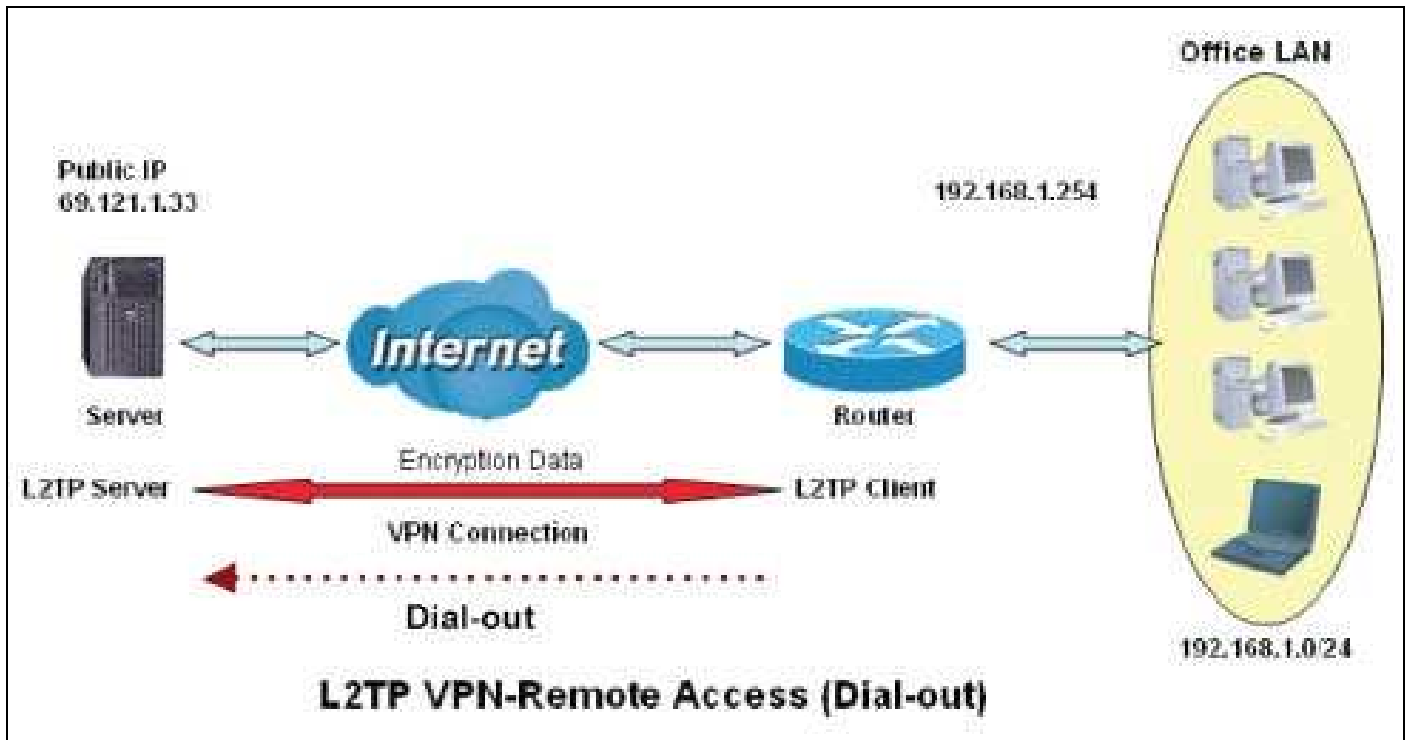 Office LAN
Public IP
69.121.1.33
192.168.1.254
Internet
Server
Router
Encryption Data
L2TP Server
L2TP Client
VPN Connection
Dial-out
192.168.1.0/24
L2TP VPN-Remote Access (Dial-out)